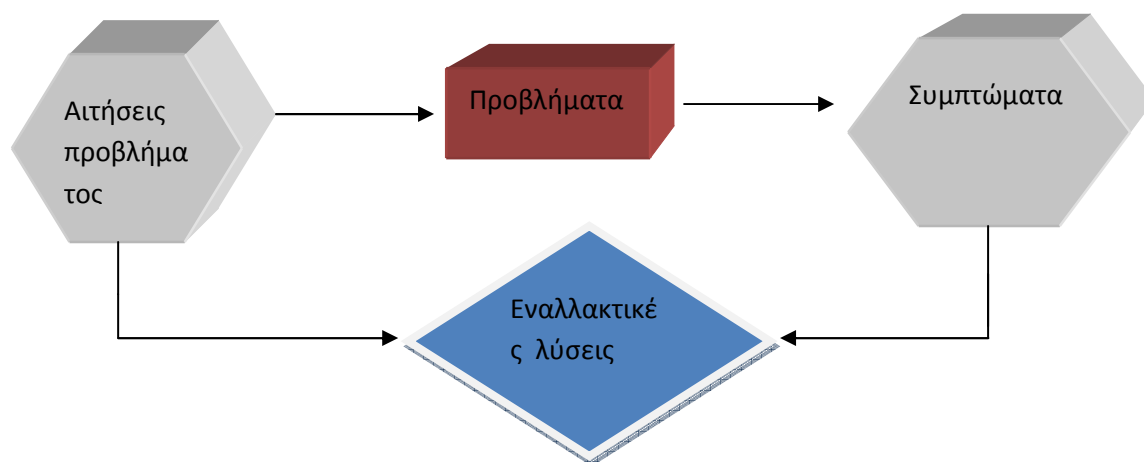 Αιτήσεις
προβλήμα
τος
Προβλήματα
Συμπτώματα
Εναλλακτικέ
ς λύσεις